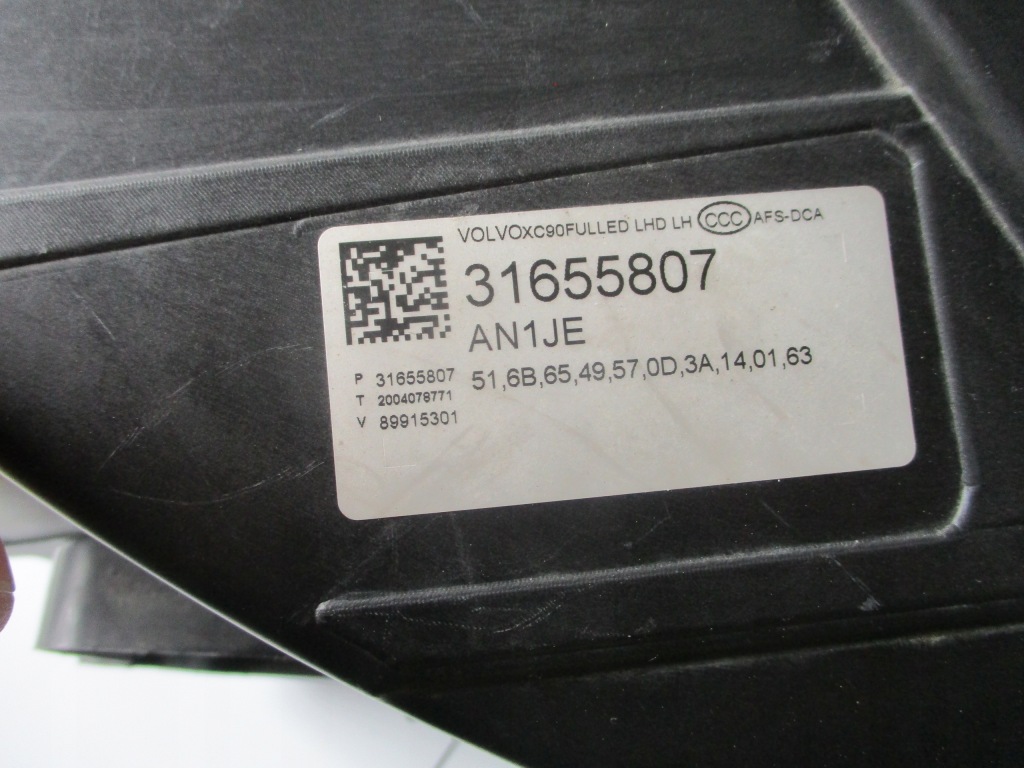 VOLVOXC90FULLED LHD LH CCC AFS-DCA
31655807
AN1JE
51,6B,65,49,57,0D,3A,14,01,63
P 31655807
T 2004078771
V 89915301